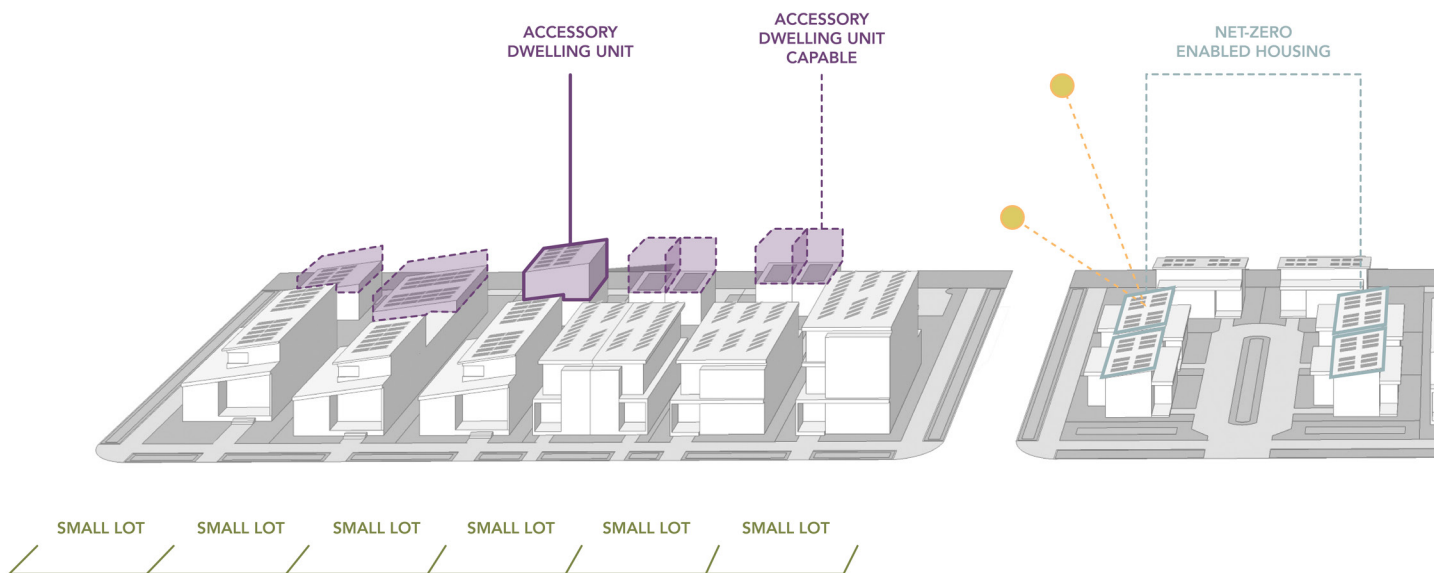 ACCESSORY
DWELLING UNIT
ACCESSORY
DWELLING UNIT
CAPABLE
NET-ZERO
ENABLED HOUSING
SMALL LOT
SMALL LOT
SMALL LOT
SMALL LOT
SMALL LOT
SMALL LOT